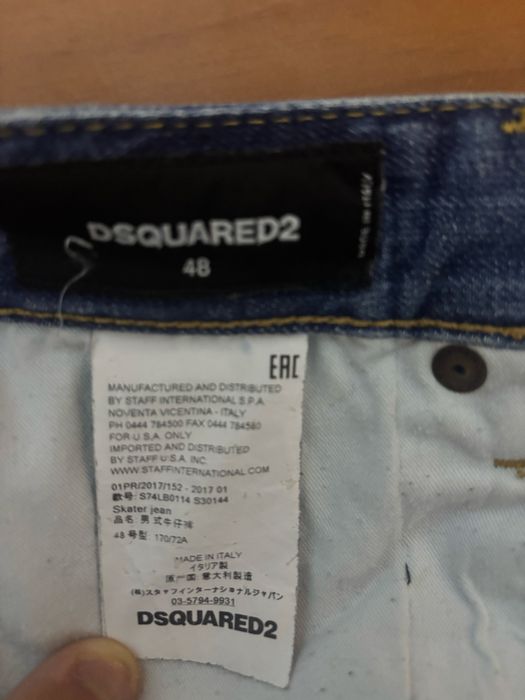 DSQUARED2
48
EAC
MANUFACTURED AND DISTRIBUTED
BY STAFF INTERNATIONAL S.P.A.
NOVENTA VICENTINA - ITALY
PH 0444 784500 FAX 0444 784580
FOR U.S.A. ONLY
IMPORTED AND DISTRIBUTED
BY STAFF U.S.A. INC.
WWW.STAFFINTERNATIONAL.COM
01PR/2017/152 - 2017 01
款号: S74LB0114 S30144
Skater jean
品名: 男式牛仔裤
48 号型: 170/72A
MADE IN ITALY
イタリア製
原一国: 意大利製造
(株)スタッフインターナショナルジャパン
03-5794-9931
DSQUARED2